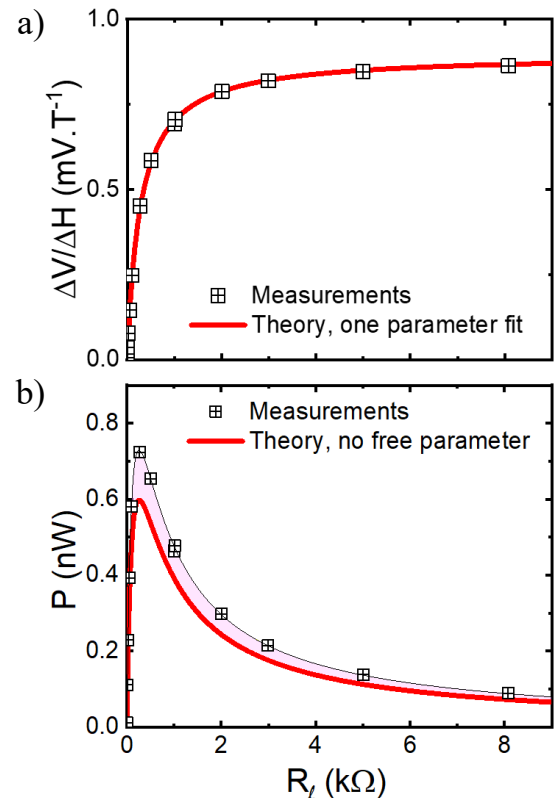 a)
1.0
0.5
0.0
ΔV/ΔH (mV.T⁻¹)
Measurements
Theory, one parameter fit
b)
0.8
0.6
0.4
0.2
0.0
P (nW)
Measurements
Theory, no free parameter
0 2 4 6 8
Rℓ (kΩ)